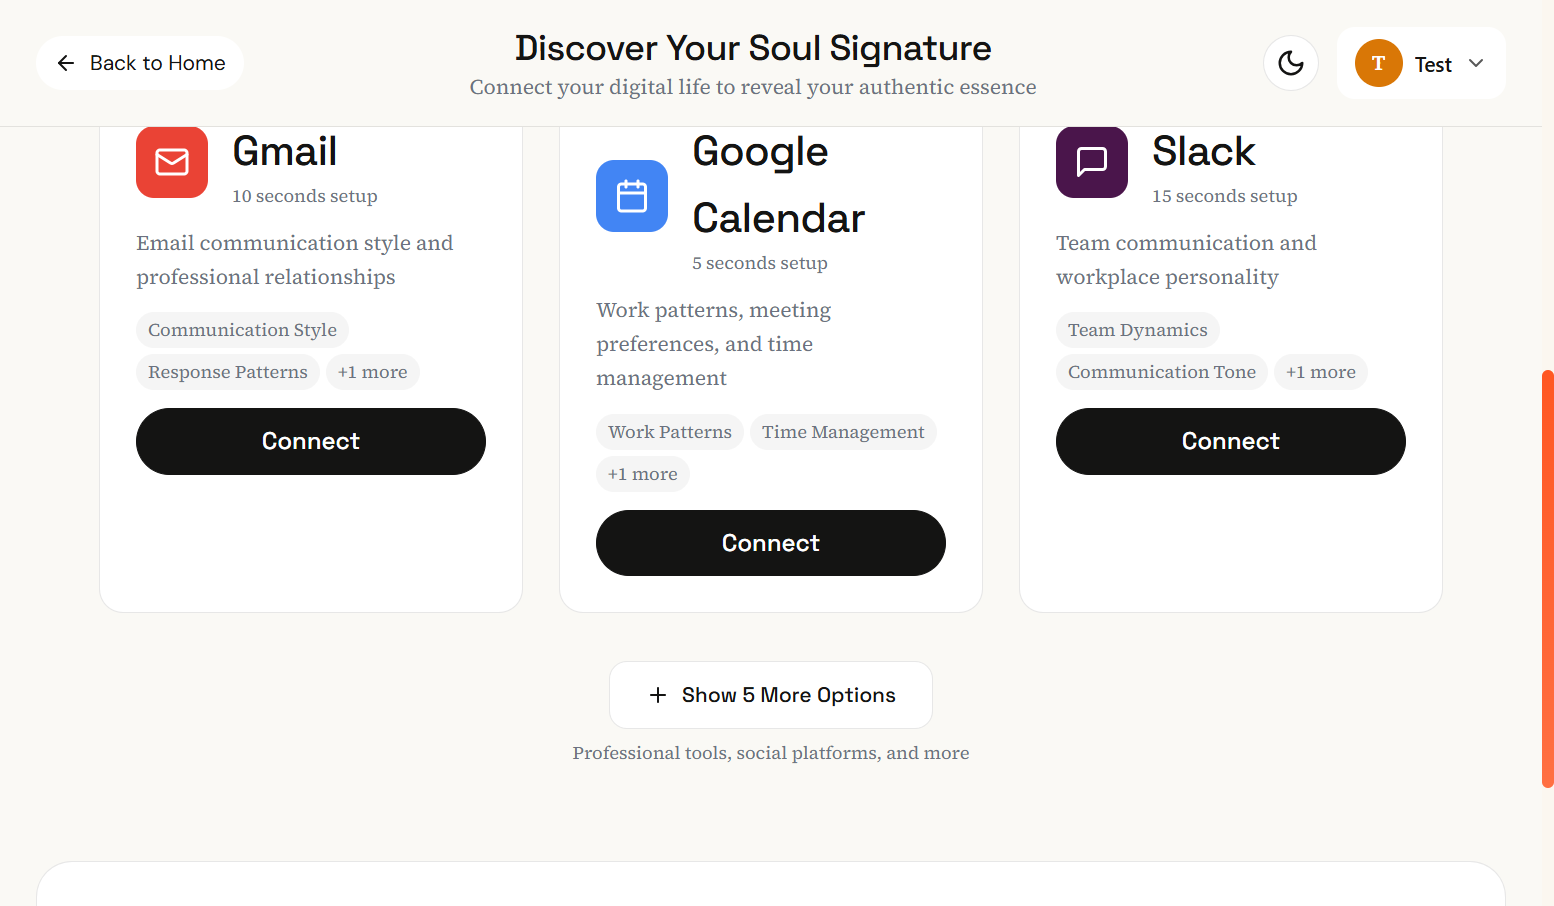 Back to Home
Discover Your Soul Signature
Connect your digital life to reveal your authentic essence
T
Test
Gmail
10 seconds setup
Email communication style and
professional relationships
Communication Style
Response Patterns
+1 more
Connect
Google
Calendar
5 seconds setup
Work patterns, meeting
preferences, and time
management
Work Patterns
Time Management
+1 more
Connect
Slack
15 seconds setup
Team communication and
workplace personality
Team Dynamics
Communication Tone
+1 more
Connect
Show 5 More Options
Professional tools, social platforms, and more